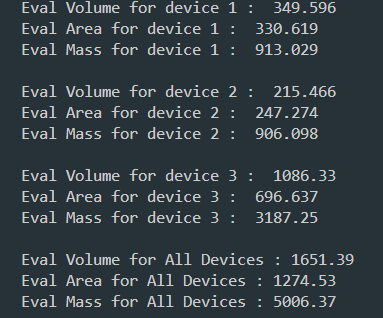 Eval Volume for device 1 :  349.596
Eval Area for device 1 :  330.619
Eval Mass for device 1 :  913.029
Eval Volume for device 2 :  215.466
Eval Area for device 2 :  247.274
Eval Mass for device 2 :  906.098
Eval Volume for device 3 :  1086.33
Eval Area for device 3 :  696.637
Eval Mass for device 3 :  3187.25
Eval Volume for All Devices : 1651.39
Eval Area for All Devices : 1274.53
Eval Mass for All Devices : 5006.37